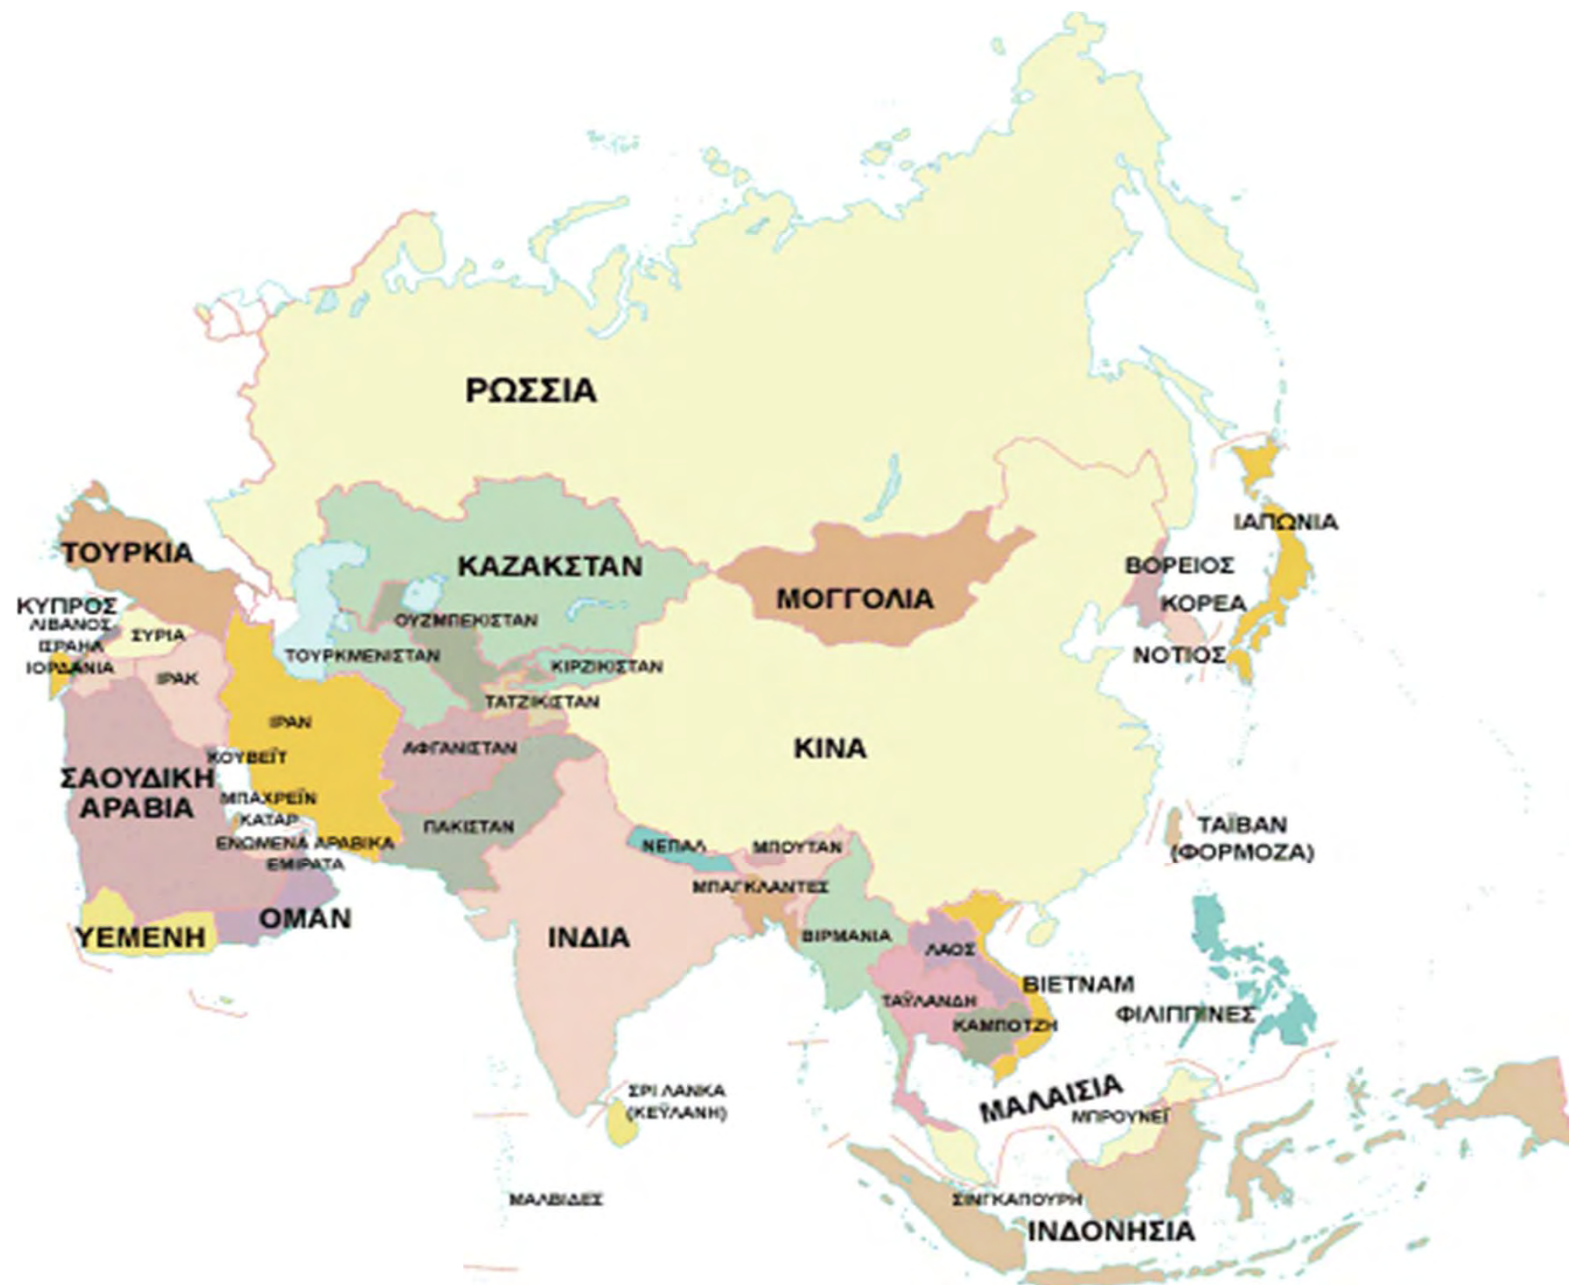 ΡΩΣΣΙΑ
ΙΑΠΩΝΙΑ
ΤΟΥΡΚΙΑ
ΚΑΖΑΚΣΤΑΝ
ΒΟΡΕΙΟΣ
ΜΟΓΓΟΛΙΑ
ΚΟΡΕΑ
ΚΥΠΡΟΣ
ΛΙΒΑΝΟΣ
ΟΥΖΜΠΕΚΙΣΤΑΝ
ΣΥΡΙΑ
ΙΣΡΑΗΛ
ΤΟΥΡΚΜΕΝΙΣΤΑΝ
ΝΟΤΙΟΣ
ΙΟΡΔΑΝΙΑ
ΚΙΡΖΙΚΙΣΤΑΝ
ΙΡΑΚ
ΤΑΤΖΙΚΙΣΤΑΝ
ΙΡΑΝ
ΑΦΓΑΝΙΣΤΑΝ
ΚΙΝΑ
ΚΟΥΒΕΪΤ
ΣΑΟΥΔΙΚΗ
ΑΡΑΒΙΑ
ΜΠΑΧΡΕΪΝ
ΚΑΤΑΡ
ΠΑΚΙΣΤΑΝ
ΤΑΪΒΑΝ
(ΦΟΡΜΟΖΑ)
ΕΝΩΜΕΝΑ ΑΡΑΒΙΚΑ
ΕΜΙΡΑΤΑ
ΝΕΠΑΛ
ΜΠΟΥΤΑΝ
ΜΠΑΓΚΛΑΝΤΕΣ
ΟΜΑΝ
ΥΕΜΕΝΗ
ΙΝΔΙΑ
ΒΙΡΜΑΝΙΑ
ΛΑΟΣ
ΒΙΕΤΝΑΜ
ΤΑΫΛΑΝΔΗ
ΦΙΛΙΠΠΙΝΕΣ
ΚΑΜΠΟΤΖΗ
ΣΡΙ ΛΑΝΚΑ
(ΚΕΫΛΑΝΗ)
ΜΑΛΑΙΣΙΑ
ΜΠΡΟΥΝΕΪ
ΜΑΛΒΙΔΕΣ
ΣΙΝΓΚΑΠΟΥΡΗ
ΙΝΔΟΝΗΣΙΑ